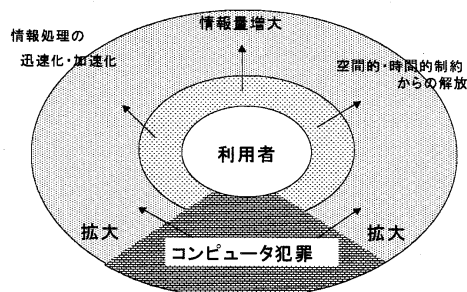 情報量増大
情報処理の
迅速化・加速化
空間的・時間的制約
からの解放
利用者
拡大
拡大
コンピュータ犯罪